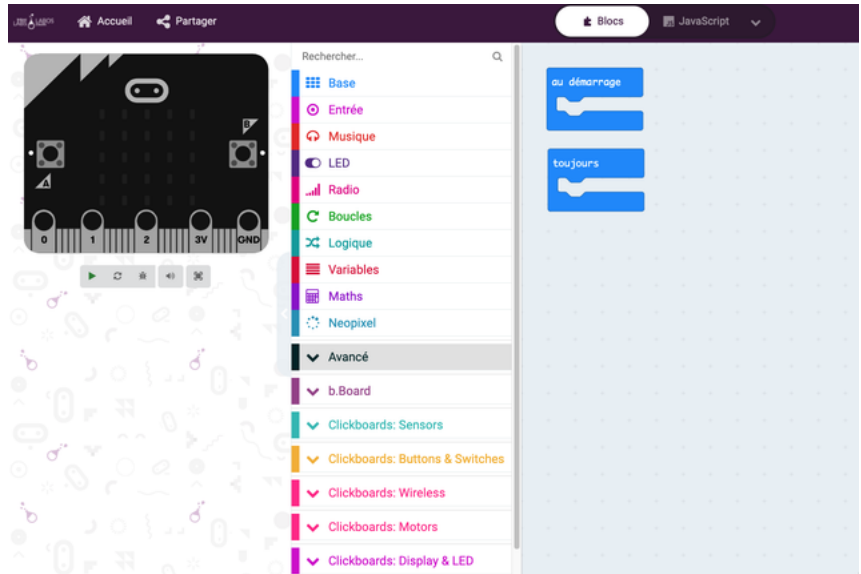 Accueil
Partager
Blocs
JavaScript
B
A
0 1 2 3V GND
Rechercher...
Base
Entrée
Musique
LED
Radio
Boucles
Logique
Variables
Maths
Neopixel
Avancé
b.Board
Clickboards: Sensors
Clickboards: Buttons & Switches
Clickboards: Wireless
Clickboards: Motors
Clickboards: Display & LED
au démarrage
toujours